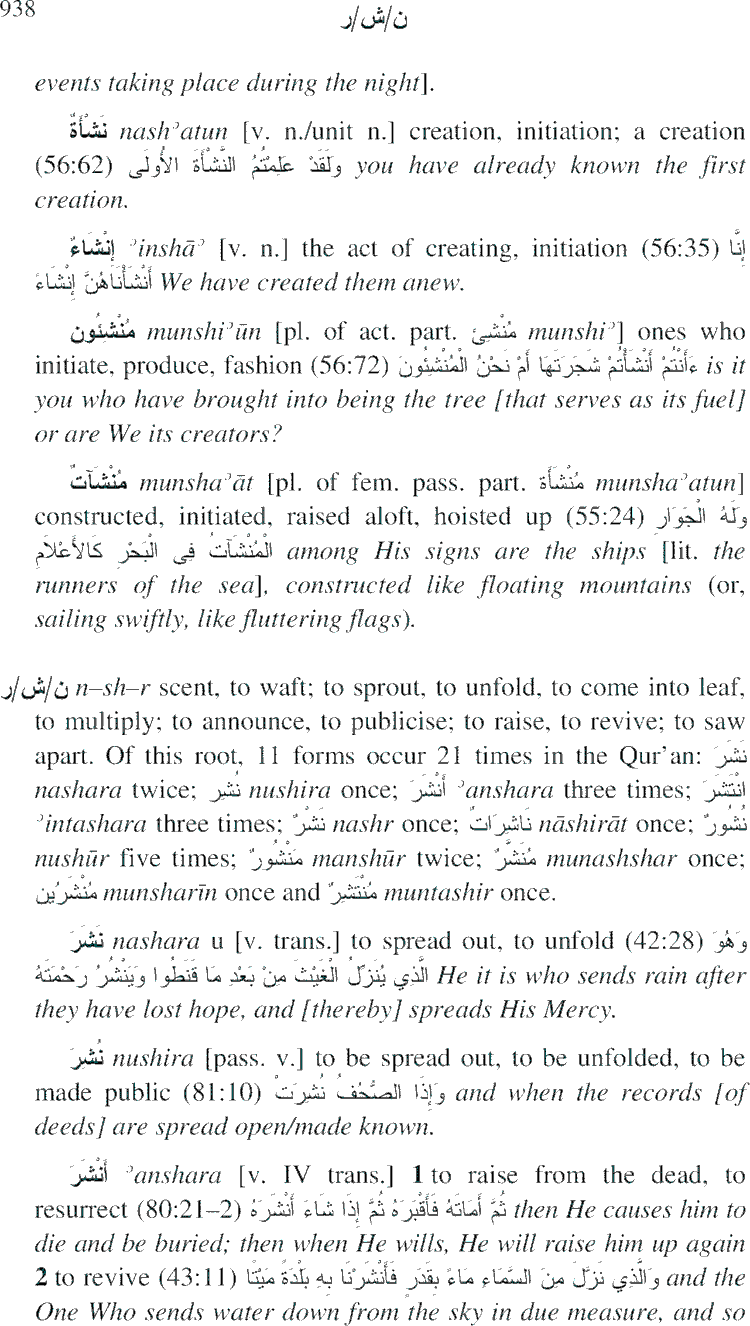 938
ن/ش/ر
events taking place during the night].
نَشْأَةٌ nashʾatun [v. n./unit n.] creation, initiation; a creation
(56:62) وَلَقَدْ عَلِمْتُمُ النَّشْأَةَ الأُولَى you have already known the first
creation.
إِنْشَاءٌ ʾinshāʾ [v. n.] the act of creating, initiation (56:35) إِنَّا
أَنْشَأْنَاهُنَّ إِنْشَاءً We have created them anew.
مُنْشِئُون munshiʾūn [pl. of act. part. مُنْشِئ munshiʾ] ones who
initiate, produce, fashion (56:72) ءَأَنْتُمْ أَنْشَأْتُمْ شَجَرَتَهَا أَمْ نَحْنُ الْمُنْشِئُونَ is it
you who have brought into being the tree [that serves as its fuel]
or are We its creators?
مُنْشَآتٌ munshaʾāt [pl. of fem. pass. part. مُنْشَأَة munshaʾatun]
constructed, initiated, raised aloft, hoisted up (55:24) وَلَهُ الْجَوَارِ
الْمُنْشَآتُ فِى الْبَحْرِ كَالأَعْلاَمِ among His signs are the ships [lit. the
runners of the sea], constructed like floating mountains (or,
sailing swiftly, like fluttering flags).
ن/ش/ر n–sh–r scent, to waft; to sprout, to unfold, to come into leaf,
to multiply; to announce, to publicise; to raise, to revive; to saw
apart. Of this root, 11 forms occur 21 times in the Qur’an: نَشَرَ
nashara twice; نُشِر nushira once; أَنْشَرَ ʾanshara three times; انْتَشَرَ
ʾintashara three times; نَشْرٌ nashr once; نَاشِرَاتٌ nāshirāt once; نُشُورٌ
nushūr five times; مَنْشُورٌ manshūr twice; مُنَشَّرٌ munashshar once;
مُنْشَرِين munsharīn once and مُنْتَشِرٌ muntashir once.
نَشَرَ nashara u [v. trans.] to spread out, to unfold (42:28) وَهُوَ
الَّذِي يُنَزِّلُ الْغَيْثَ مِنْ بَعْدِ مَا قَنَطُوا وَيَنْشُرُ رَحْمَتَهُ He it is who sends rain after
they have lost hope, and [thereby] spreads His Mercy.
نُشِرَ nushira [pass. v.] to be spread out, to be unfolded, to be
made public (81:10) وَإِذَا الصُّحُفُ نُشِرَتْ and when the records [of
deeds] are spread open/made known.
أَنْشَرَ ʾanshara [v. IV trans.] 1 to raise from the dead, to
resurrect (80:21–2) ثُمَّ أَمَاتَهُ فَأَقْبَرَهُ ثُمَّ إِذَا شَاءَ أَنْشَرَهُ then He causes him to
die and be buried; then when He wills, He will raise him up again
2 to revive (43:11) وَالَّذِي نَزَّلَ مِنَ السَّمَاءِ مَاءً بِقَدَرٍ فَأَنْشَرْنَا بِهِ بَلْدَةً مَيْتًا and the
One Who sends water down from the sky in due measure, and so